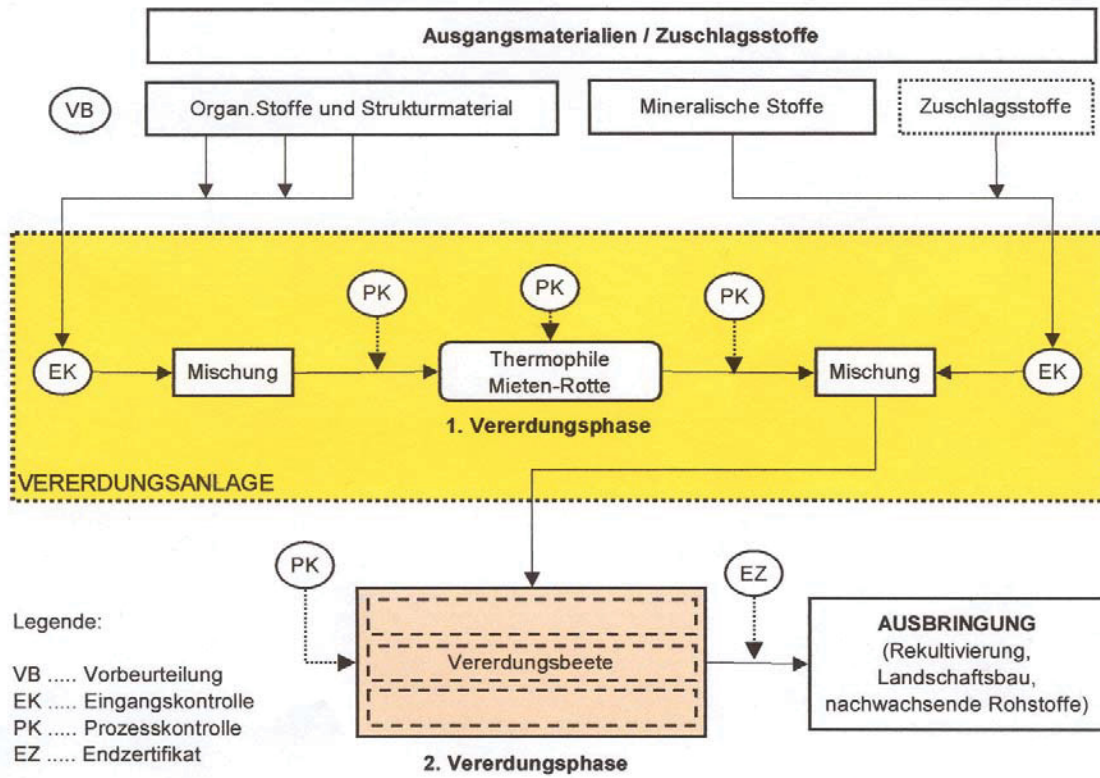 Ausgangsmaterialien / Zuschlagsstoffe
VB
Organ.Stoffe und Strukturmaterial
Mineralische Stoffe
Zuschlagsstoffe
PK
PK
PK
EK
Mischung
Thermophile
Mieten-Rotte
Mischung
EK
1. Vererdungsphase
VERERDUNGSANLAGE
PK
EZ
Legende:
VB ..... Vorbeurteilung
EK ..... Eingangskontrolle
PK ..... Prozesskontrolle
EZ ..... Endzertifikat
Vererdungsbeete
AUSBRINGUNG
(Rekultivierung,
Landschaftsbau,
nachwachsende Rohstoffe)
2. Vererdungsphase